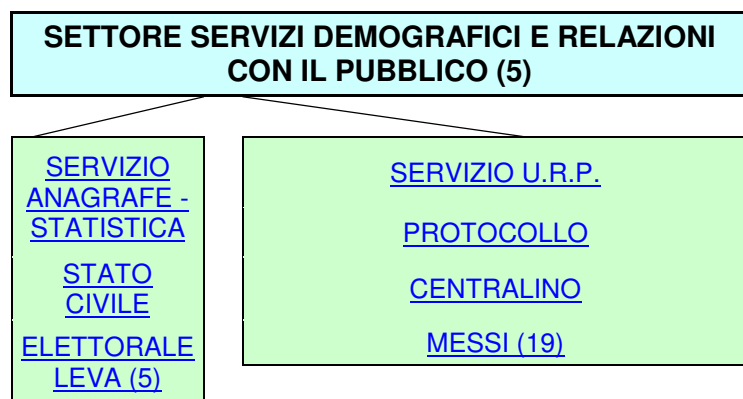 SETTORE SERVIZI DEMOGRAFICI E RELAZIONI
CON IL PUBBLICO (5)
SERVIZIO
ANAGRAFE -
STATISTICA
STATO
CIVILE
ELETTORALE
LEVA (5)
SERVIZIO U.R.P.
PROTOCOLLO
CENTRALINO
MESSI (19)